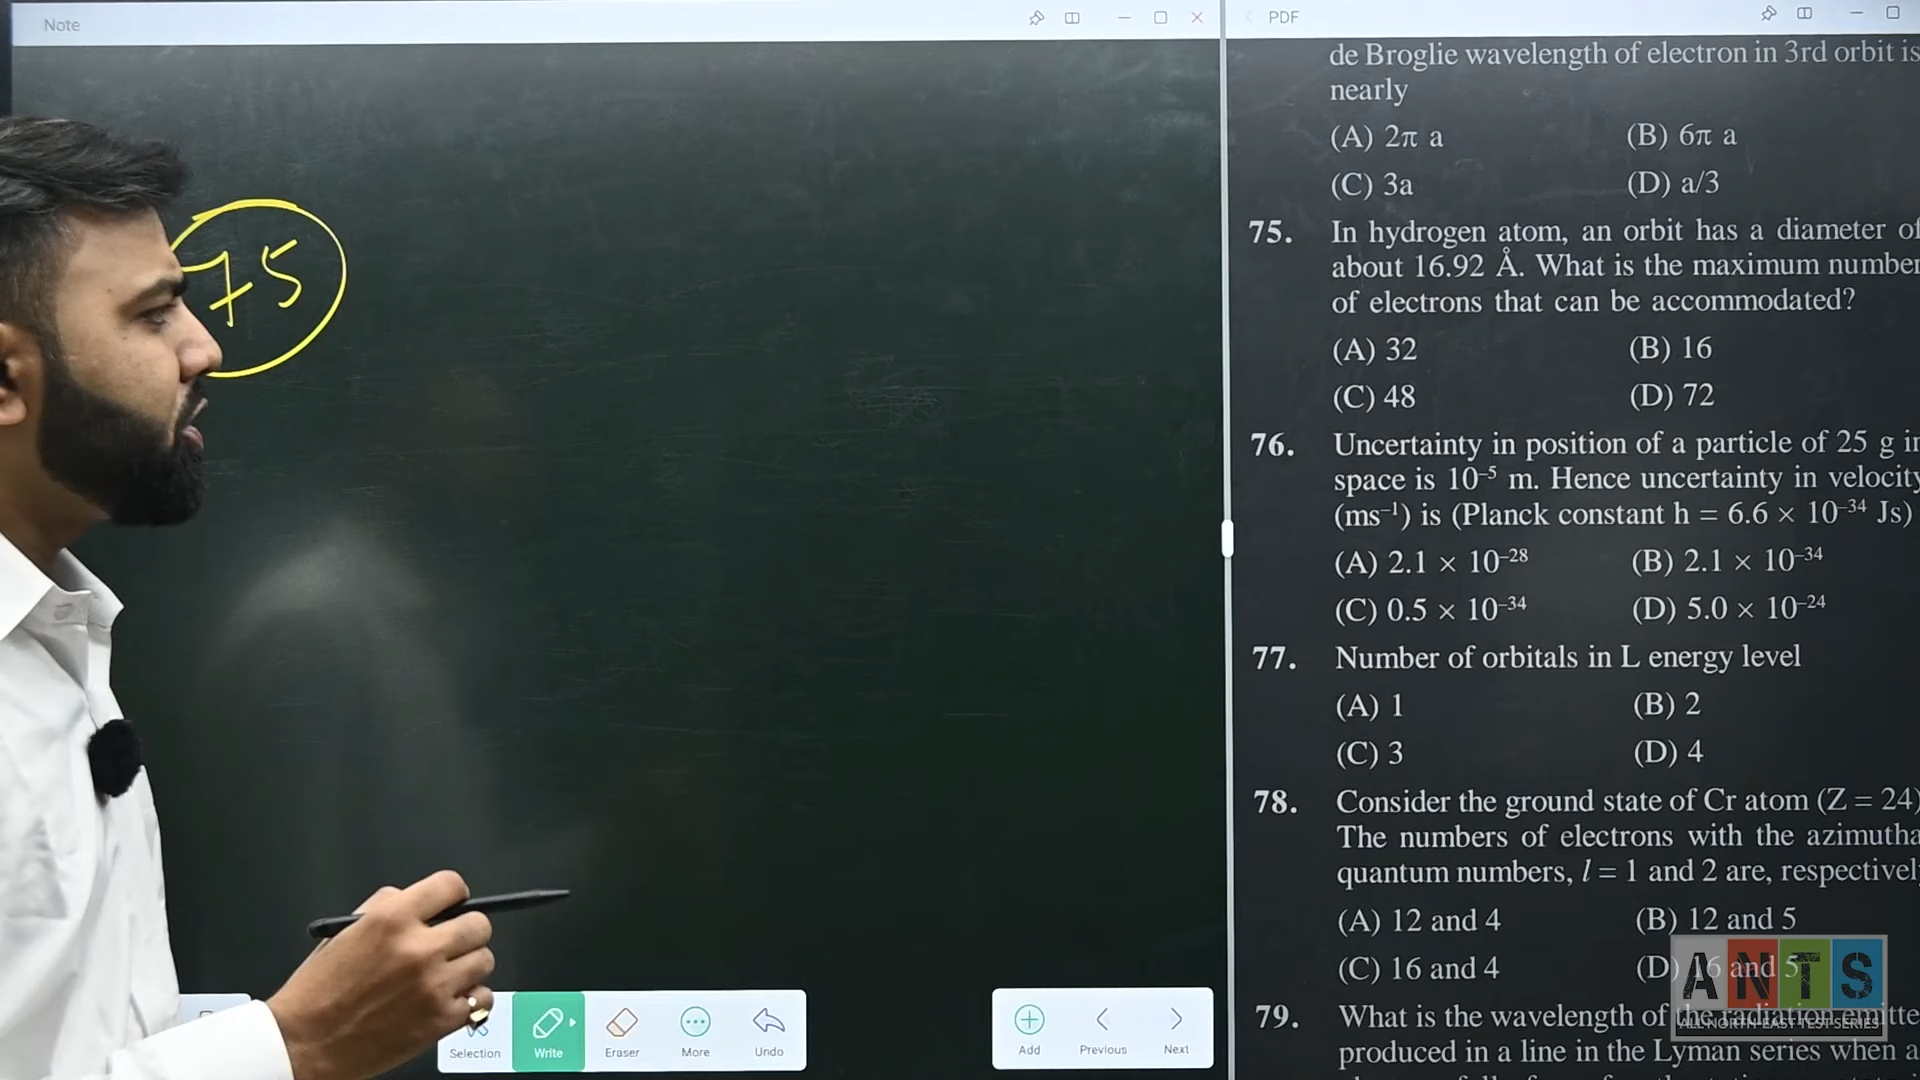 Note
PDF
75
de Broglie wavelength of electron in 3rd orbit is
nearly
(A) 2π a
(B) 6π a
(C) 3a
(D) a/3
75. In hydrogen atom, an orbit has a diameter of
about 16.92 Å. What is the maximum number
of electrons that can be accommodated?
(A) 32
(B) 16
(C) 48
(D) 72
76. Uncertainty in position of a particle of 25 g in
space is 10⁻⁵ m. Hence uncertainty in velocity
(ms⁻¹) is (Planck constant h = 6.6 × 10⁻³⁴ Js)
(A) 2.1 × 10⁻²⁸
(B) 2.1 × 10⁻³⁴
(C) 0.5 × 10⁻³⁴
(D) 5.0 × 10⁻²⁴
77. Number of orbitals in L energy level
(A) 1
(B) 2
(C) 3
(D) 4
78. Consider the ground state of Cr atom (Z = 24)
The numbers of electrons with the azimutha
quantum numbers, l = 1 and 2 are, respectivel
(A) 12 and 4
(B) 12 and 5
(C) 16 and 4
(D) 16 and 5
79. What is the wavelength of the radiation emitte
produced in a line in the Lyman series when a
ANTS
ALL NORTH-EAST TEST SERIES
Selection
Write
Eraser
More
Undo
Add
Previous
Next